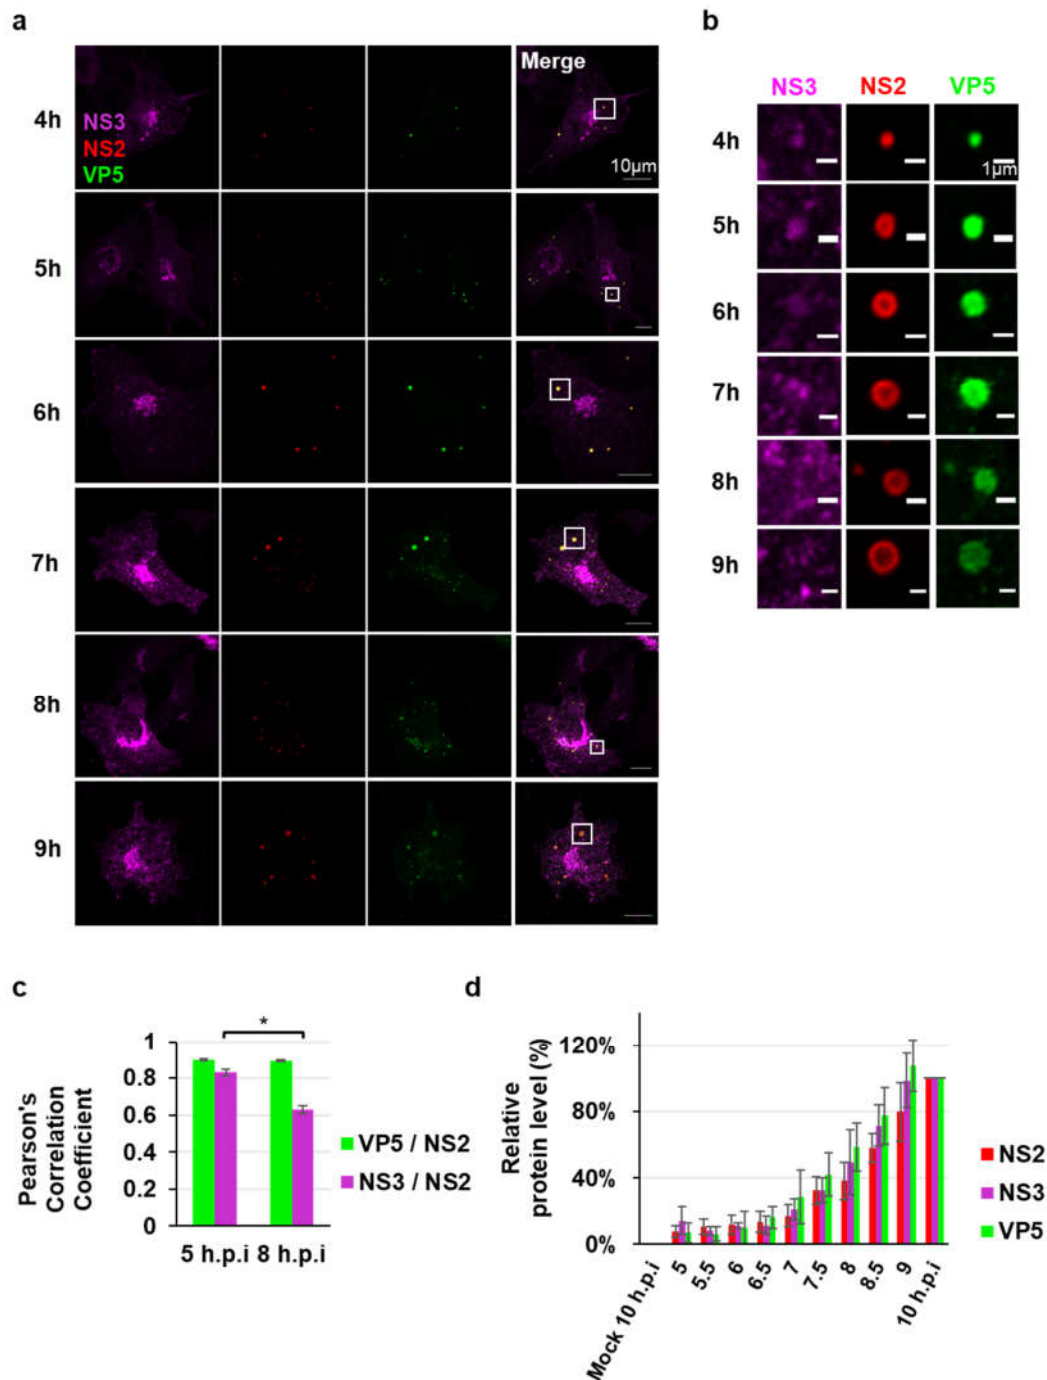 a
Merge
4h
NS3
NS2
VP5
10µm
5h
6h
7h
8h
9h
b
NS3 NS2 VP5
4h
1µm
5h
6h
7h
8h
9h
c
*
Pearson's
Correlation
Coefficient
1
0.8
0.6
0.4
0.2
0
5 h.p.i 8 h.p.i
VP5 / NS2
NS3 / NS2
d
Relative
protein level (%)
120%
80%
40%
0%
Mock 10 h.p.i
5
5.5
6
6.5
7
7.5
8
8.5
9
10 h.p.i
NS2
NS3
VP5